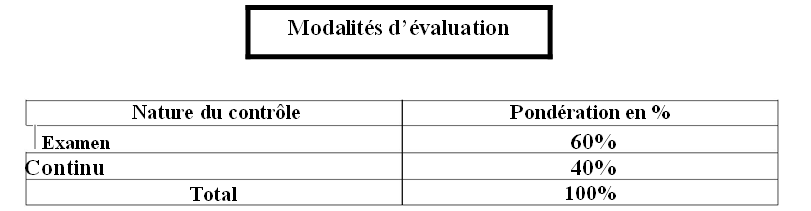 Modalités d'évaluation
Nature du contrôle Pondération en %
Examen 60%
Continu 40%
Total 100%